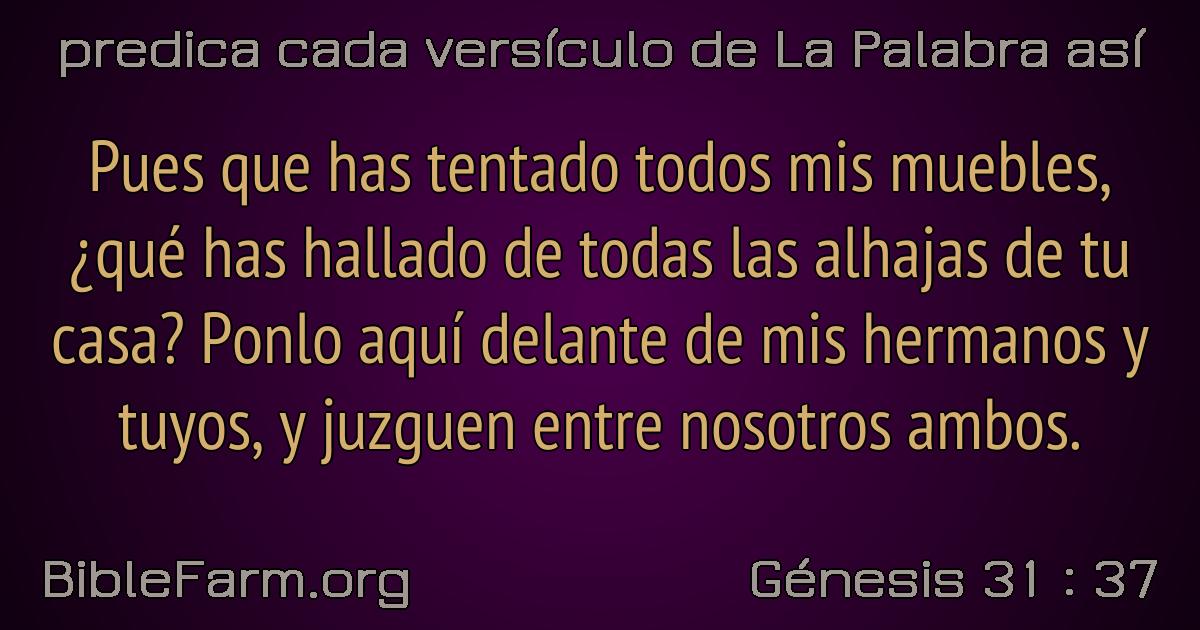 predica cada versículo de La Palabra así
Pues que has tentado todos mis muebles,
¿qué has hallado de todas las alhajas de tu
casa? Ponlo aquí delante de mis hermanos y
tuyos, y juzguen entre nosotros ambos.
BibleFarm.org
Génesis 31 : 37